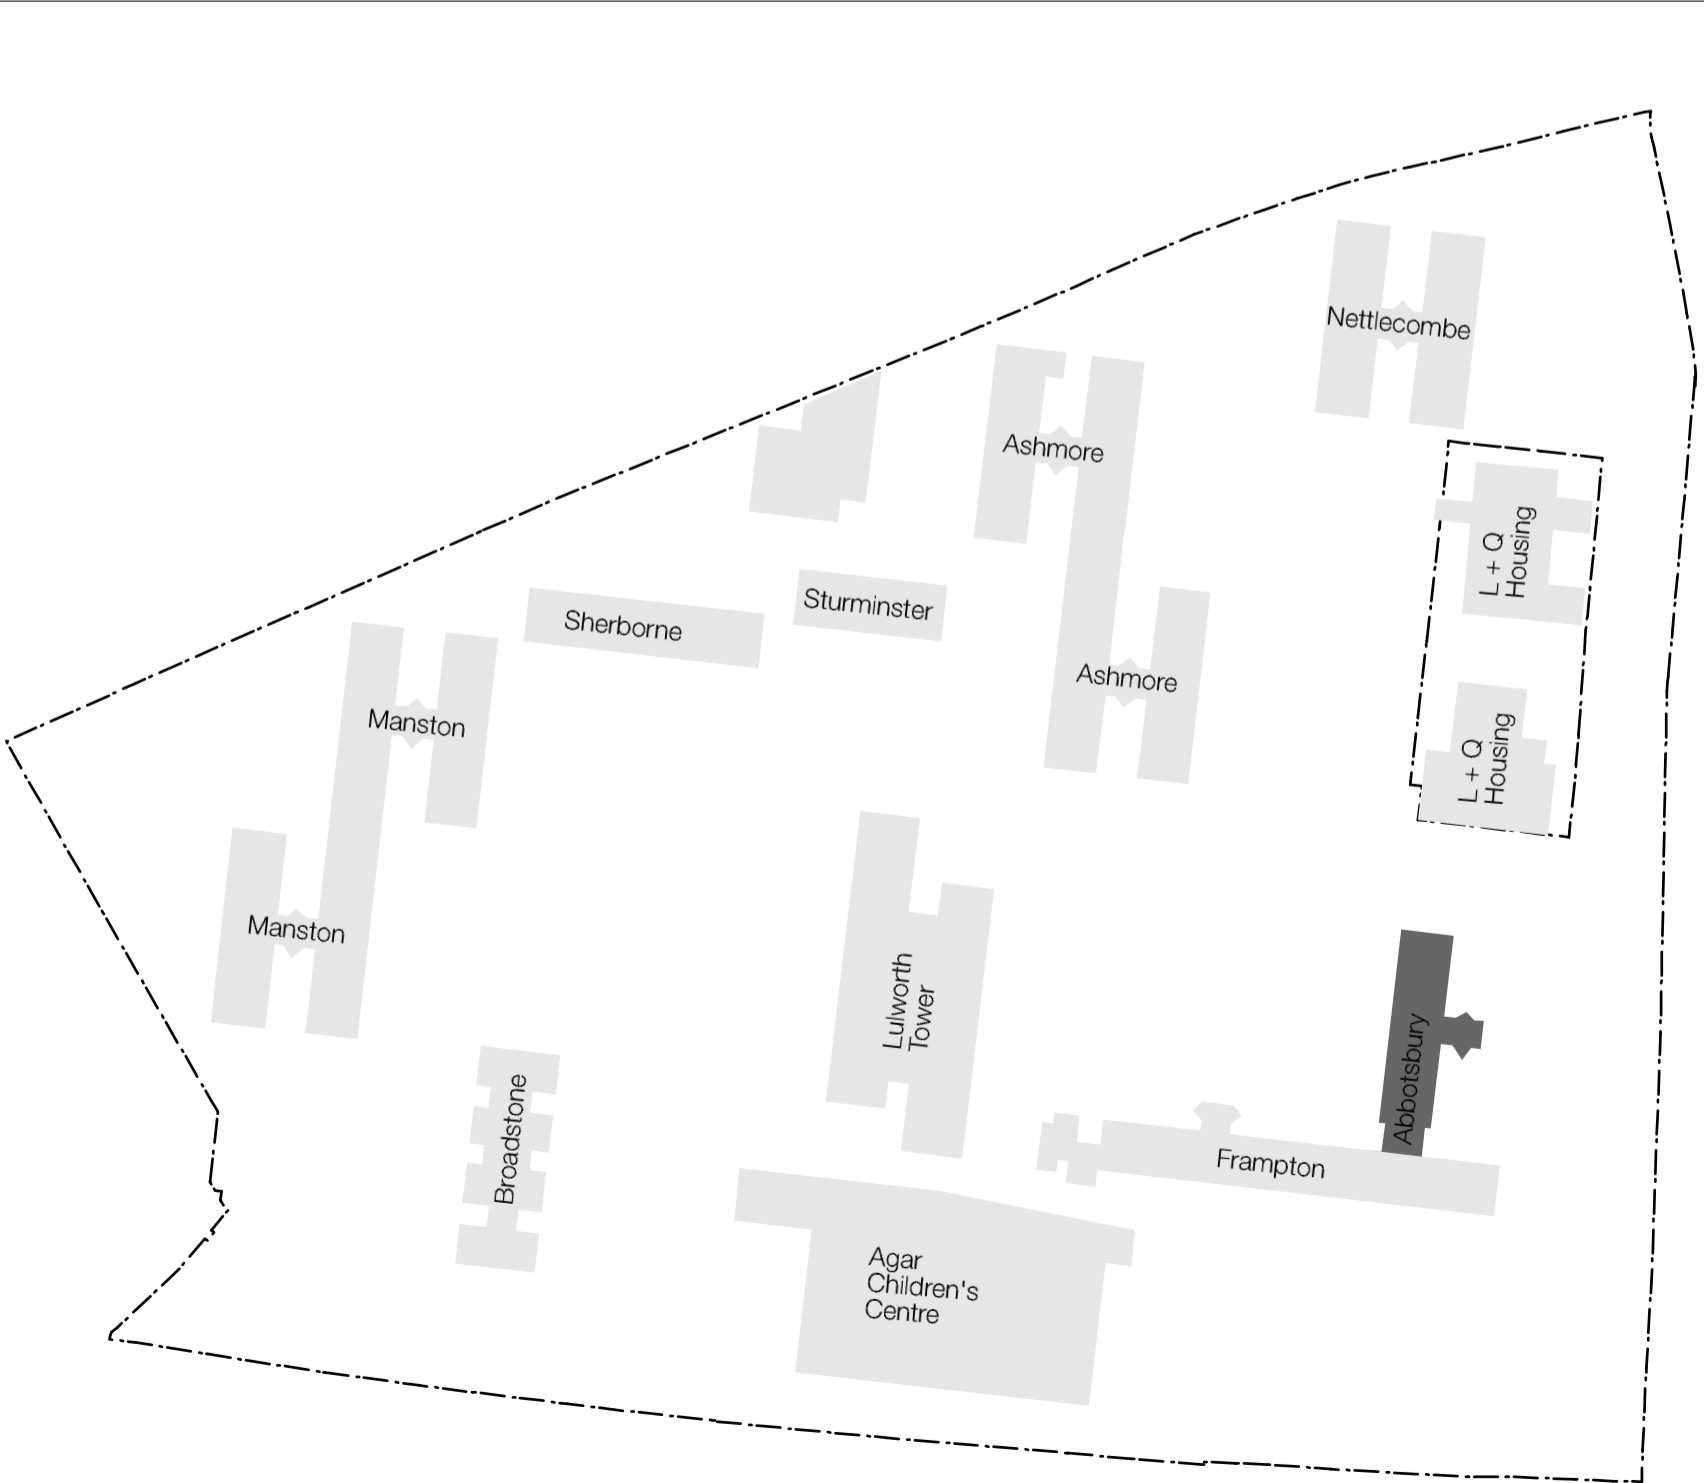 Nettlecombe
Ashmore
L + Q
Housing
Sturminster
Sherborne
Ashmore
Manston
L + Q
Housing
Manston
Lulworth
Tower
Abbotsbury
Broadstone
Frampton
Agar
Children's
Centre